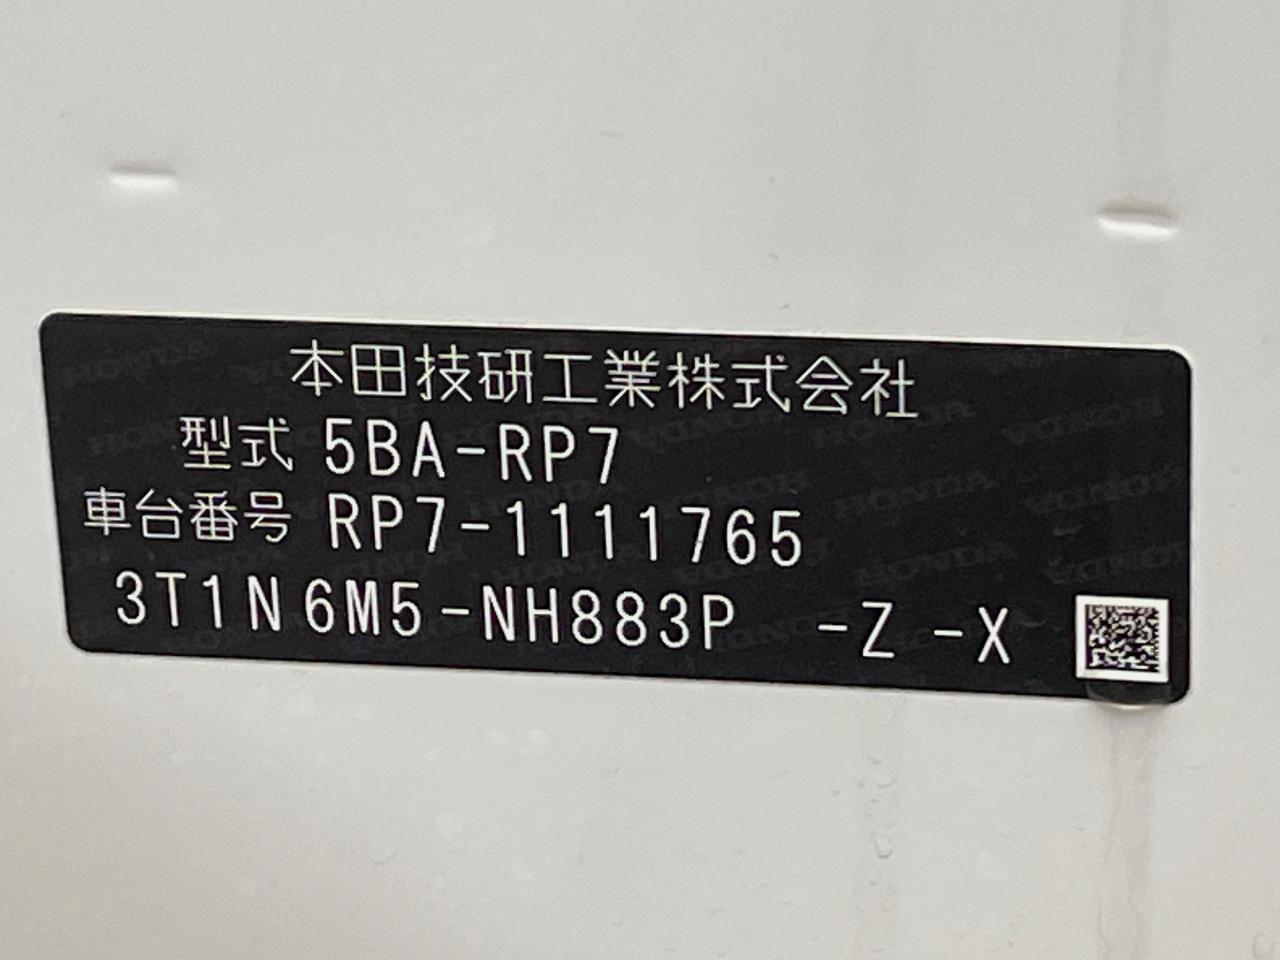 本田技研工業株式会社
型式 5BA-RP7
車台番号 RP7-1111765
3T1N6M5-NH883P -Z -X